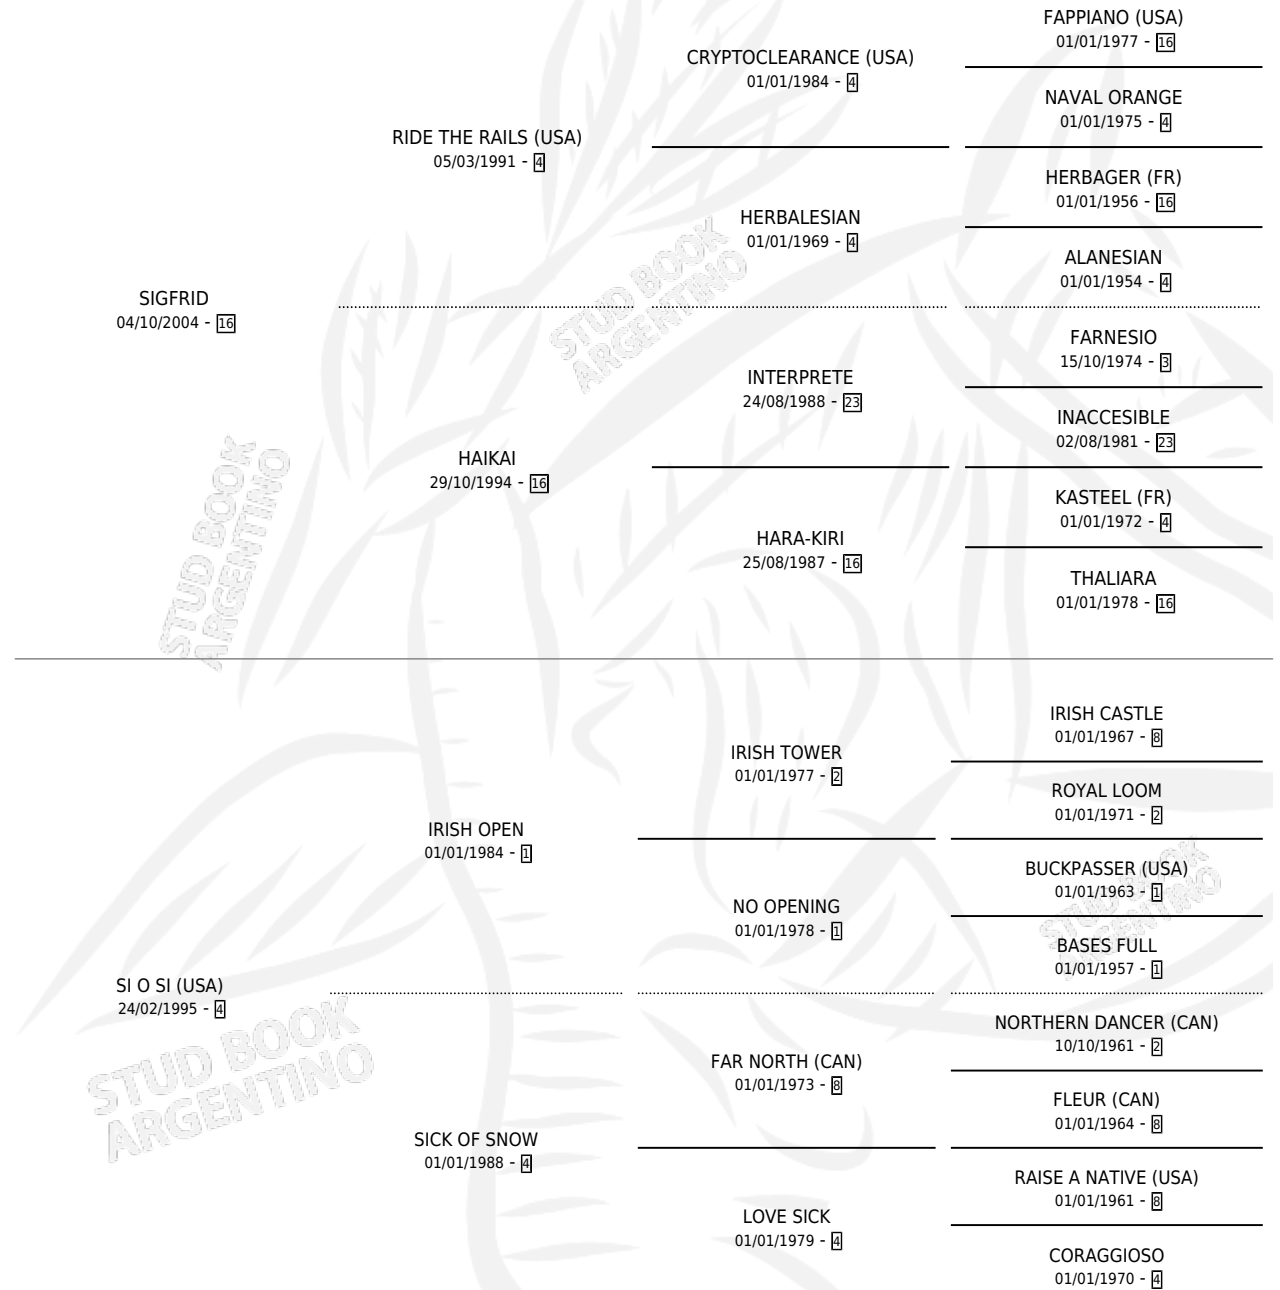 FAPPIANO (USA)
01/01/1977 - 16
CRYPTOCLEARANCE (USA)
01/01/1984 - 4
NAVAL ORANGE
01/01/1975 - 4
RIDE THE RAILS (USA)
05/03/1991 - 4
HERBAGER (FR)
01/01/1956 - 16
HERBALESIAN
01/01/1969 - 4
ALANESIAN
01/01/1954 - 4
SIGFRID
04/10/2004 - 16
STUD BOOK
ARGENTINO
FARNESIO
15/10/1974 - 3
INTERPRETE
24/08/1988 - 23
INACCESIBLE
02/08/1981 - 23
HAIKAI
29/10/1994 - 16
KASTEEL (FR)
01/01/1972 - 4
HARA-KIRI
25/08/1987 - 16
THALIARA
01/01/1978 - 16
STUD BOOK
ARGENTINO
IRISH CASTLE
01/01/1967 - 8
IRISH TOWER
01/01/1977 - 2
ROYAL LOOM
01/01/1971 - 2
IRISH OPEN
01/01/1984 - 1
BUCKPASSER (USA)
01/01/1963 - 1
NO OPENING
01/01/1978 - 1
BASES FULL
01/01/1957 - 1
STUD BOOK
ARGENTINO
SI O SI (USA)
24/02/1995 - 4
NORTHERN DANCER (CAN)
10/10/1961 - 2
FAR NORTH (CAN)
01/01/1973 - 8
FLEUR (CAN)
01/01/1964 - 8
STUD BOOK
ARGENTINO
SICK OF SNOW
01/01/1988 - 4
RAISE A NATIVE (USA)
01/01/1961 - 8
LOVE SICK
01/01/1979 - 4
CORAGGIOSO
01/01/1970 - 4